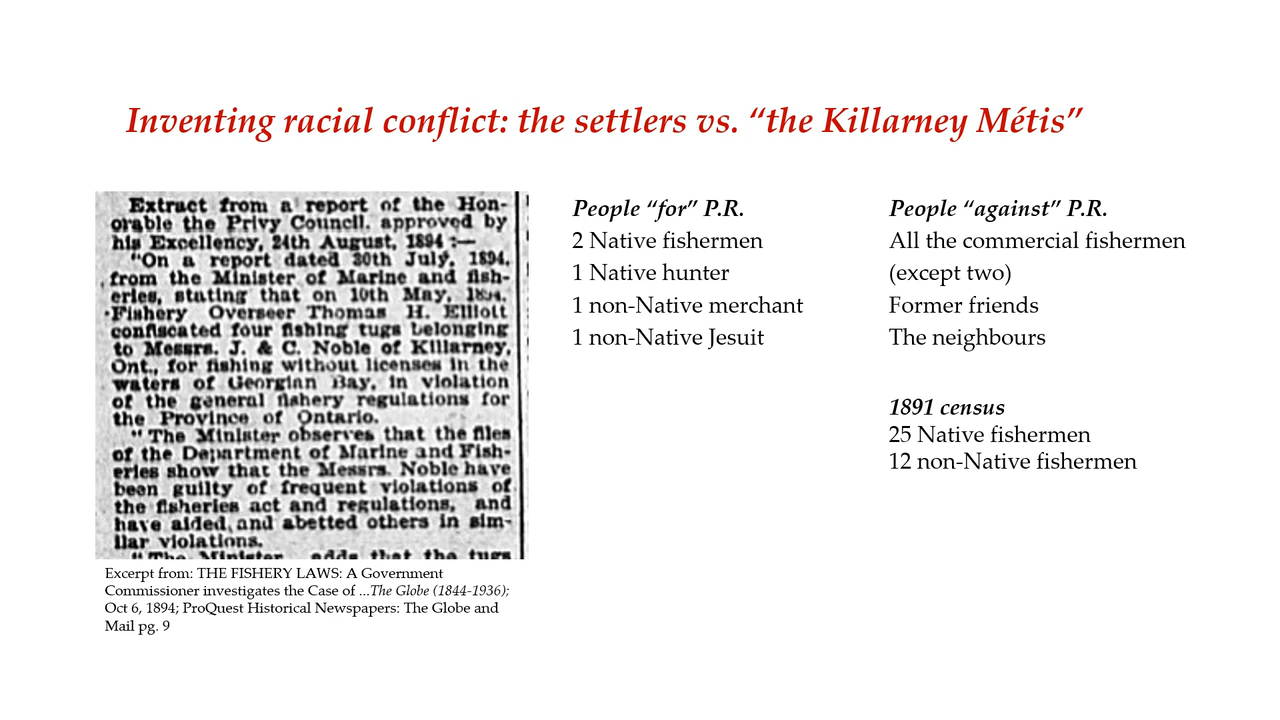 Inventing racial conflict: the settlers vs. “the Killarney Métis”
Extract from a report of the Hon-
orable the Privy Council, approved by
his Excellency, 24th August, 1894 :—
“On a report dated 30th July, 1894,
from the Minister of Marine and fish-
eries, stating that on 10th May, 1894,
Fishery Overseer Thomas H. Elliott
confiscated four fishing tugs belonging
to Messrs. J. & C. Noble of Killarney,
Ont., for fishing without licenses in the
waters of Georgian Bay, in violation
of the general fishery regulations for
the Province of Ontario.
“ The Minister observes that the files
of the Department of Marine and Fish-
eries show that the Messrs. Noble have
been guilty of frequent violations of
the fisheries act and regulations, and
have aided and abetted others in sim-
ilar violations.
“The Minister adds that the tugs
Excerpt from: THE FISHERY LAWS: A Government
Commissioner investigates the Case of ...The Globe (1844-1936);
Oct 6, 1894; ProQuest Historical Newspapers: The Globe and
Mail pg. 9
People “for” P.R.
2 Native fishermen
1 Native hunter
1 non-Native merchant
1 non-Native Jesuit
People “against” P.R.
All the commercial fishermen
(except two)
Former friends
The neighbours
1891 census
25 Native fishermen
12 non-Native fishermen